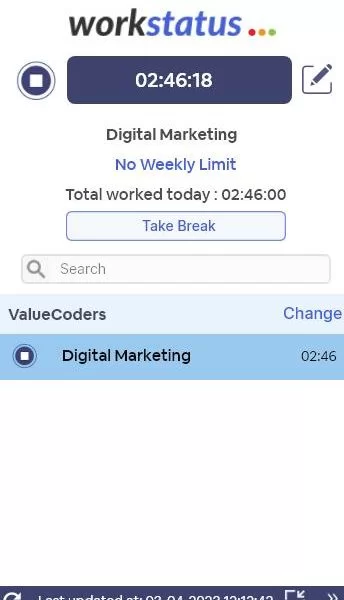 workstatus
02:46:18
Digital Marketing
No Weekly Limit
Total worked today : 02:46:00
Take Break
Search
ValueCoders Change
Digital Marketing 02:46
Last updated at: 03-04-2023 12:12:42